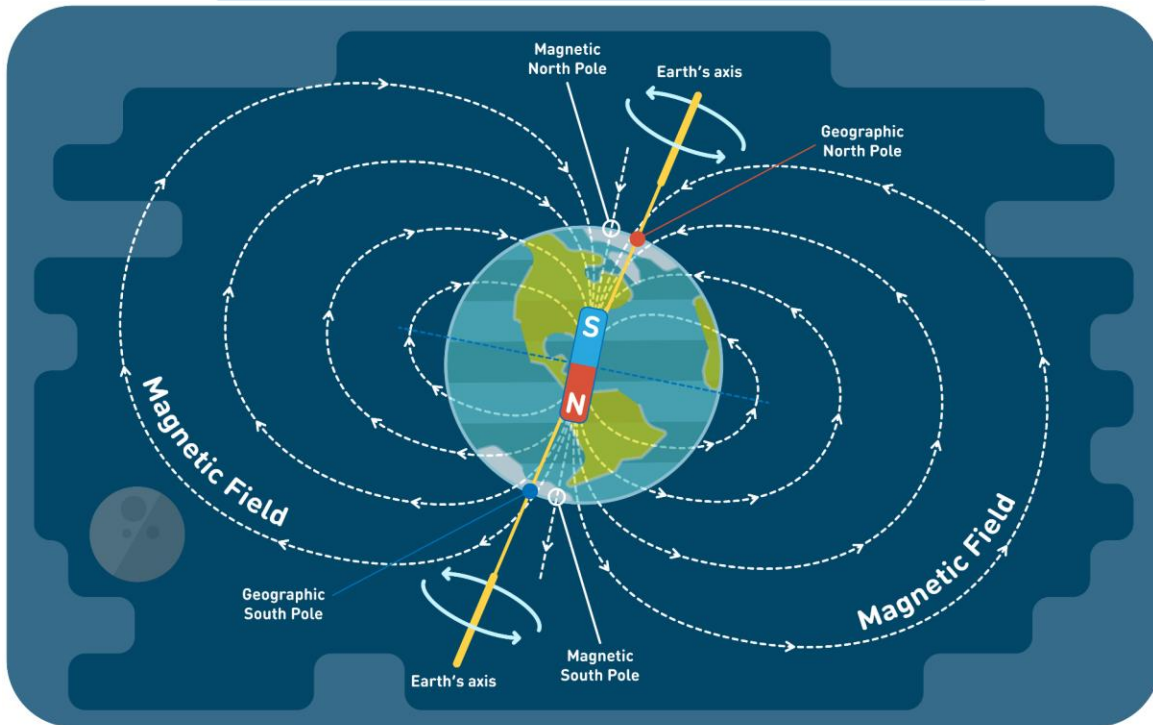 Magnetic
North Pole
Earth's axis
Geographic
North Pole
S
N
Magnetic Field
Magnetic Field
Geographic
South Pole
Magnetic
South Pole
Earth's axis